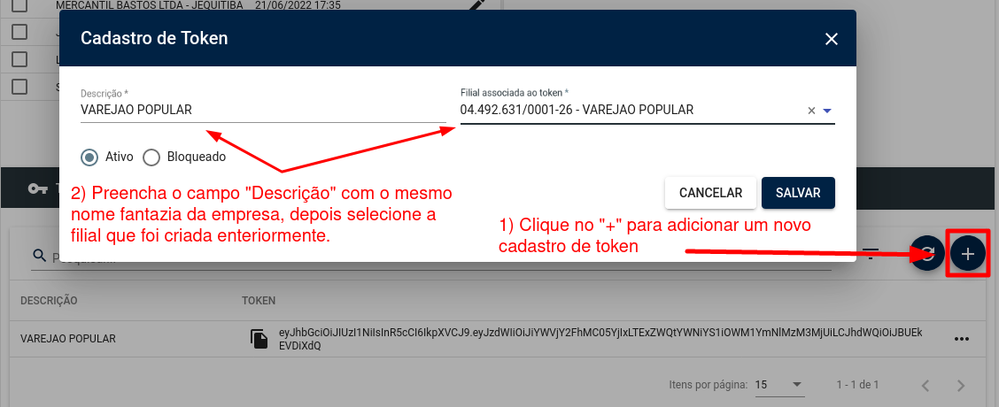 MERCANTIL BASTOS LTDA - JEQUITIBA 21/06/2022 17:35
Cadastro de Token
Descrição *
VAREJAO POPULAR
Filial associada ao token *
04.492.631/0001-26 - VAREJAO POPULAR
Ativo
Bloqueado
2) Preencha o campo "Descrição" com o mesmo
nome fantazia da empresa, depois selecione a
filial que foi criada enteriormente.
CANCELAR
SALVAR
1) Clique no "+" para adicionar um novo
cadastro de token
DESCRIÇÃO
TOKEN
VAREJAO POPULAR
eyJhbGciOiJIUzI1NiIsInR5cCI6IkpXVCJ9.eyJzdWIiOiJiYWVjY2FhMC05YjIxLTExZWQtYWNiYS1iOWM1YmNlMzM3MjUiLCJhdWQiOiJBUEk
EVDiXdQ
Itens por página:
15
1 - 1 de 1